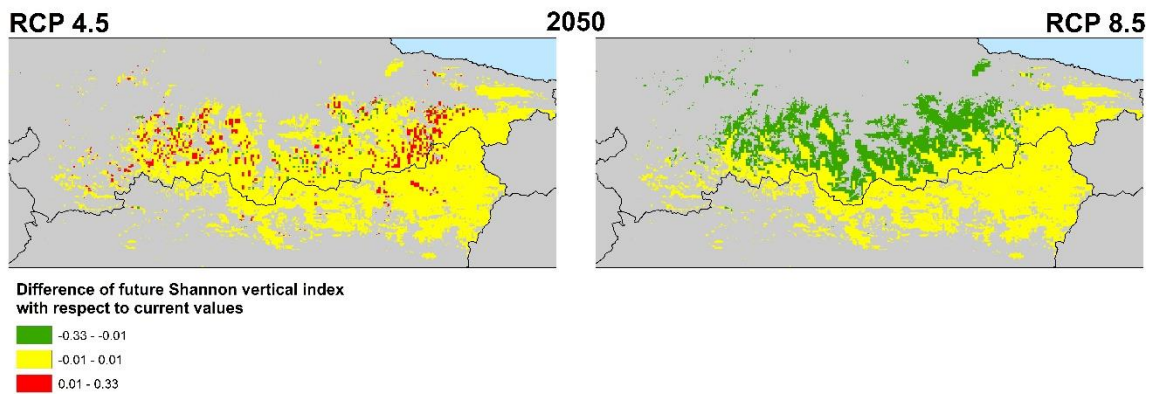 RCP 4.5
2050
RCP 8.5
Difference of future Shannon vertical index
with respect to current values
-0.33 - -0.01
-0.01 - 0.01
0.01 - 0.33